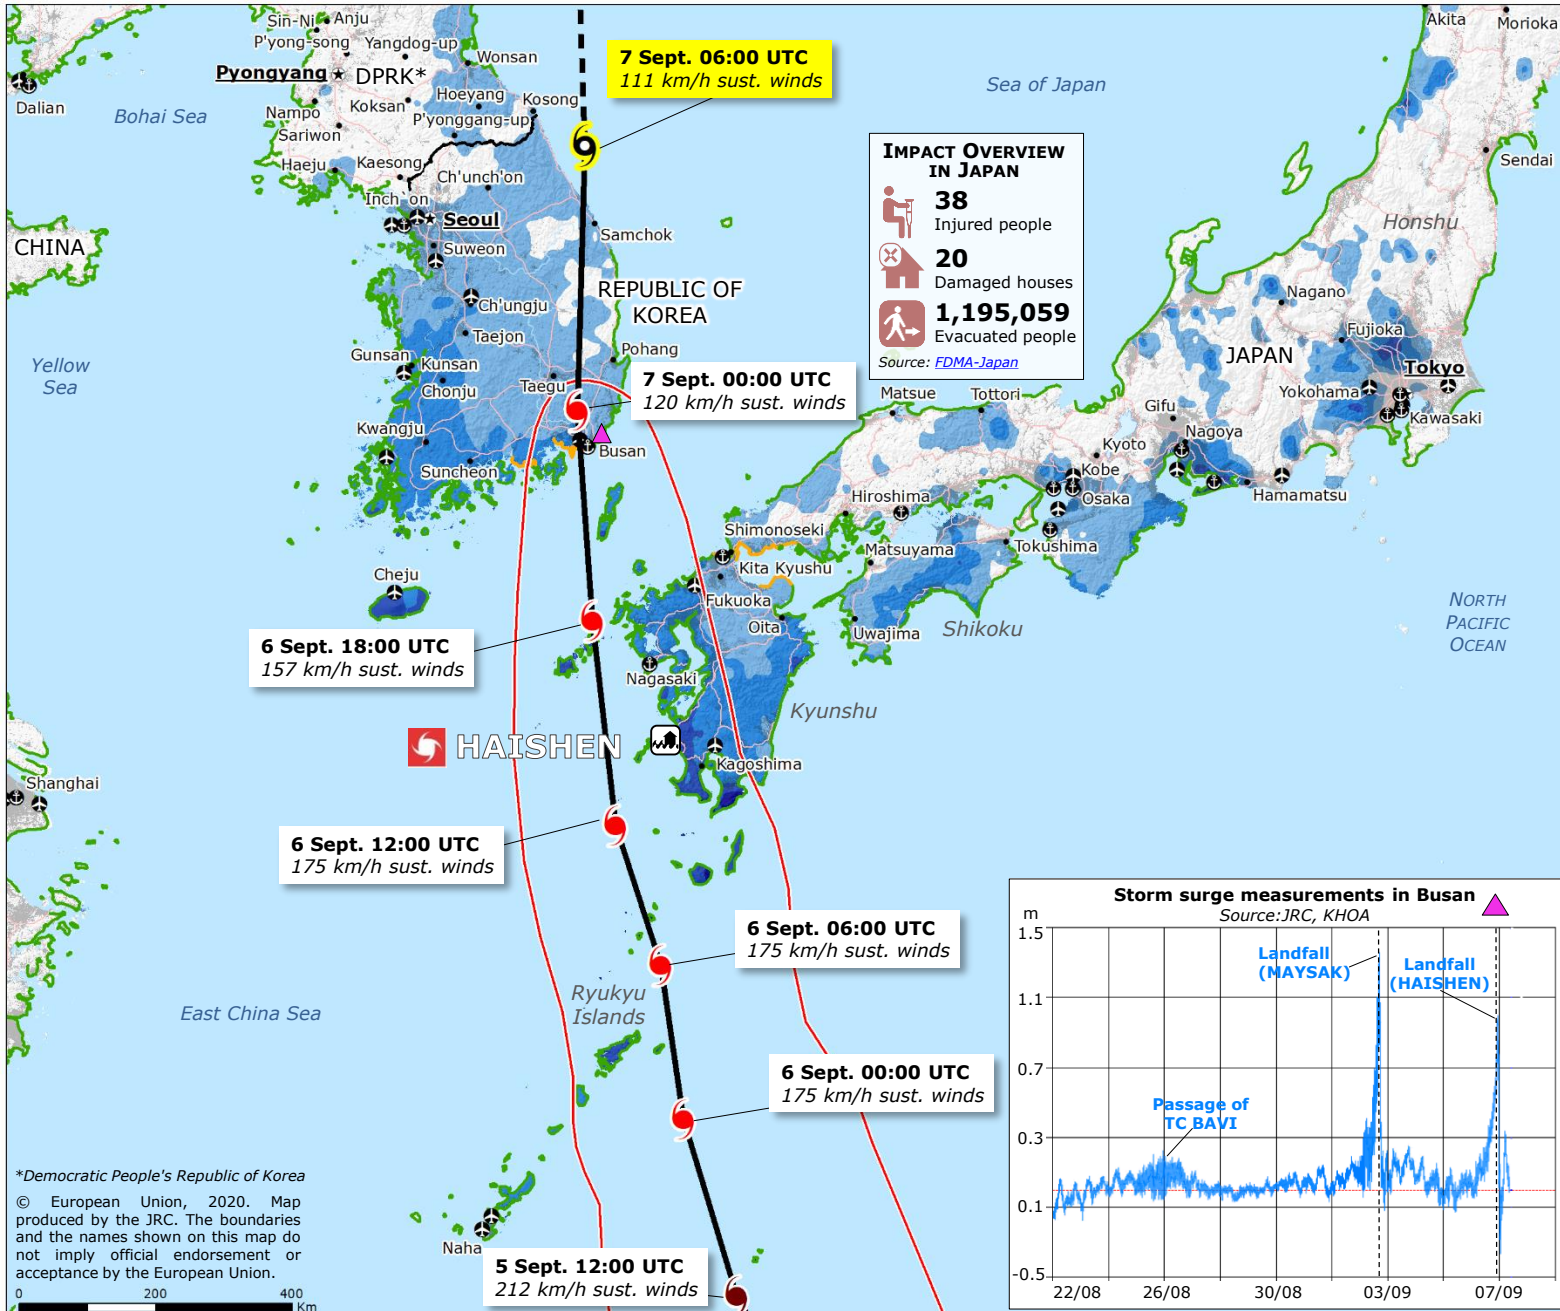 Sin-Ni
Anju
P'yong-song
Yangdog-up
Wonsan
Pyongyang
DPRK*
Hoeyang
Kosong
Koksan
Nampo
P'yonggang-up
Sariwon
Haeju
Kaesong
Ch'unch'on
Inch`on
Seoul
Suweon
Samchok
Ch'ungju
REPUBLIC OF
KOREA
Taejon
Gunsan
Kunsan
Chonju
Taegu
Pohang
Kwangju
Suncheon
Busan
Cheju
Dalian
Bohai Sea
CHINA
Yellow
Sea
Shanghai
East China Sea
Sea of Japan
Akita
Morioka
Sendai
Honshu
Nagano
Fujioka
JAPAN
Tokyo
Yokohama
Kawasaki
Gifu
Nagoya
Hamamatsu
Kyoto
Kobe
Osaka
Matsue
Tottori
Hiroshima
Tokushima
Matsuyama
Shimonoseki
Kita Kyushu
Fukuoka
Oita
Uwajima
Shikoku
Nagasaki
Kyunshu
Kagoshima
NORTH
PACIFIC
OCEAN
Ryukyu
Islands
Naha
HAISHEN
7 Sept. 06:00 UTC
111 km/h sust. winds
7 Sept. 00:00 UTC
120 km/h sust. winds
6 Sept. 18:00 UTC
157 km/h sust. winds
6 Sept. 12:00 UTC
175 km/h sust. winds
6 Sept. 06:00 UTC
175 km/h sust. winds
6 Sept. 00:00 UTC
175 km/h sust. winds
5 Sept. 12:00 UTC
212 km/h sust. winds
IMPACT OVERVIEW
IN JAPAN
38
Injured people
20
Damaged houses
1,195,059
Evacuated people
Source: FDMA-Japan
Storm surge measurements in Busan
Source:JRC, KHOA
m
1.5
1.1
0.7
0.3
0.1
-0.5
Landfall
(MAYSAK)
Landfall
(HAISHEN)
Passage of
TC BAVI
22/08
26/08
30/08
03/09
07/09
*Democratic People's Republic of Korea
© European Union, 2020. Map
produced by the JRC. The boundaries
and the names shown on this map do
not imply official endorsement or
acceptance by the European Union.
0
200
400
Km